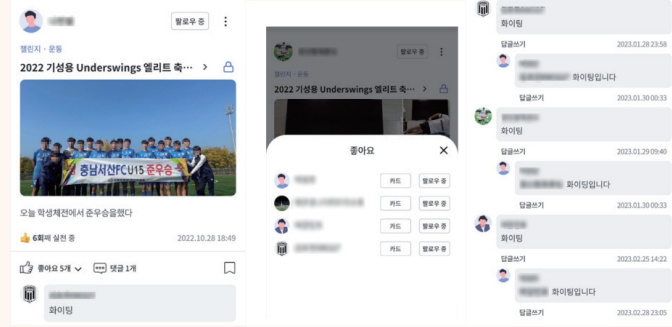 팔로우 중
챌린지 · 운동
2022 기성용 Underswings 엘리트 축···
충남서산FC U15 준우승
오늘 학생체전에서 준우승을했다
6회째 실천 중
2022.10.28 18:49
좋아요 5개
댓글 1개
화이팅
팔로우 중
챌린지 · 운동
2022 기성용 Underswings 엘리트 축···
좋아요
카드
팔로우 중
카드
팔로우 중
카드
팔로우 중
카드
팔로우 중
화이팅
답글쓰기
2023.01.28 23:58
화이팅입니다
답글쓰기
2023.01.30 00:33
화이팅
답글쓰기
2023.01.29 09:40
화이딩입니다
답글쓰기
2023.01.30 00:33
화이팅
답글쓰기
2023.02.25 14:22
화이팅입니다
답글쓰기
2023.02.28 23:05